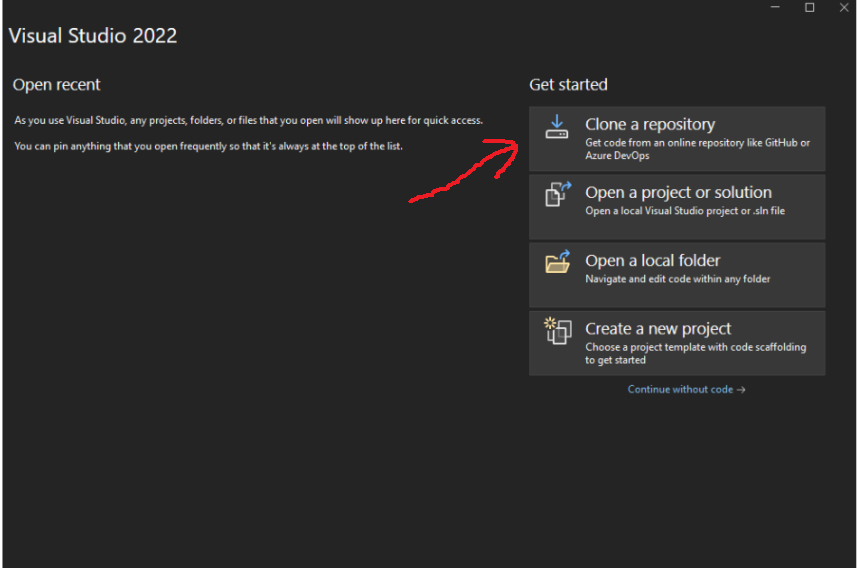 Visual Studio 2022
Open recent
As you use Visual Studio, any projects, folders, or files that you open will show up here for quick access.
You can pin anything that you open frequently so that it's always at the top of the list.
Get started
Clone a repository
Get code from an online repository like GitHub or
Azure DevOps
Open a project or solution
Open a local Visual Studio project or .sln file
Open a local folder
Navigate and edit code within any folder
Create a new project
Choose a project template with code scaffolding
to get started
Continue without code →